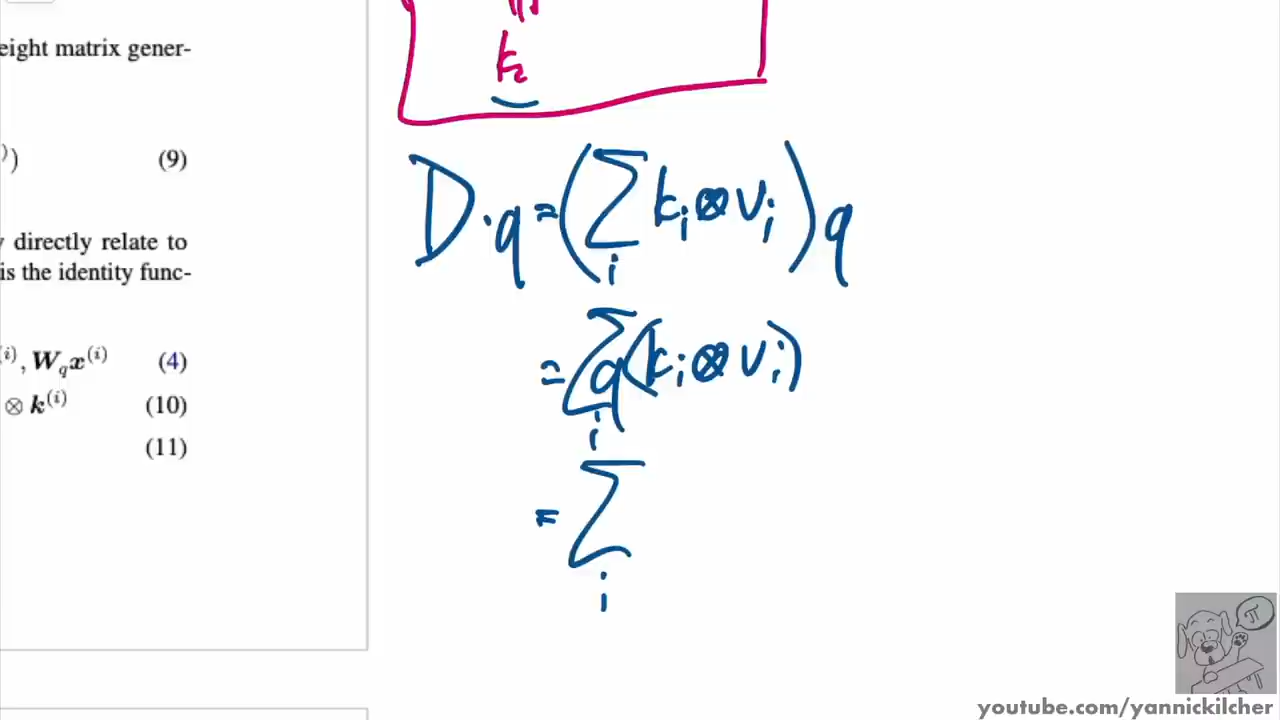 k₂
eight matrix gener-
⁾) (9)
directly relate to
is the identity func-
⁽ⁱ⁾, W_q x⁽ⁱ⁾ (4)
⊗ k⁽ⁱ⁾ (10)
(11)
D·q = (∑_i k_i ⊗ v_i) q
= ∑_i q(k_i ⊗ v_i)
= ∑_i
π
youtube.com/yannickilcher